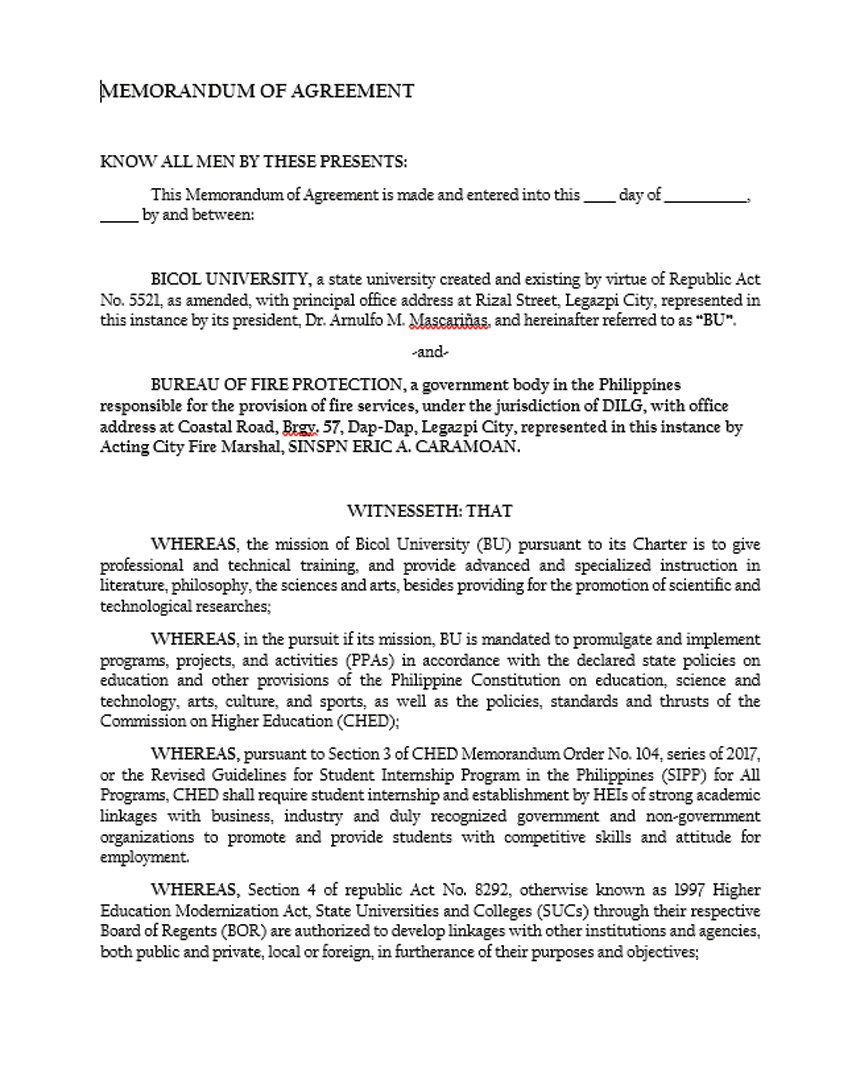 MEMORANDUM OF AGREEMENT
KNOW ALL MEN BY THESE PRESENTS:
This Memorandum of Agreement is made and entered into this ____ day of __________,
_____ by and between:
BICOL UNIVERSITY, a state university created and existing by virtue of Republic Act
No. 5521, as amended, with principal office address at Rizal Street, Legazpi City, represented in
this instance by its president, Dr. Arnulfo M. Mascariñas, and hereinafter referred to as “BU”.
-and-
BUREAU OF FIRE PROTECTION, a government body in the Philippines
responsible for the provision of fire services, under the jurisdiction of DILG, with office
address at Coastal Road, Brgy. 57, Dap-Dap, Legazpi City, represented in this instance by
Acting City Fire Marshal, SINSPN ERIC A. CARAMOAN.
WITNESSETH: THAT
WHEREAS, the mission of Bicol University (BU) pursuant to its Charter is to give
professional and technical training, and provide advanced and specialized instruction in
literature, philosophy, the sciences and arts, besides providing for the promotion of scientific and
technological researches;
WHEREAS, in the pursuit if its mission, BU is mandated to promulgate and implement
programs, projects, and activities (PPAs) in accordance with the declared state policies on
education and other provisions of the Philippine Constitution on education, science and
technology, arts, culture, and sports, as well as the policies, standards and thrusts of the
Commission on Higher Education (CHED);
WHEREAS, pursuant to Section 3 of CHED Memorandum Order No. 104, series of 2017,
or the Revised Guidelines for Student Internship Program in the Philippines (SIPP) for All
Programs, CHED shall require student internship and establishment by HEIs of strong academic
linkages with business, industry and duly recognized government and non-government
organizations to promote and provide students with competitive skills and attitude for
employment.
WHEREAS, Section 4 of republic Act No. 8292, otherwise known as 1997 Higher
Education Modernization Act, State Universities and Colleges (SUCs) through their respective
Board of Regents (BOR) are authorized to develop linkages with other institutions and agencies,
both public and private, local or foreign, in furtherance of their purposes and objectives;